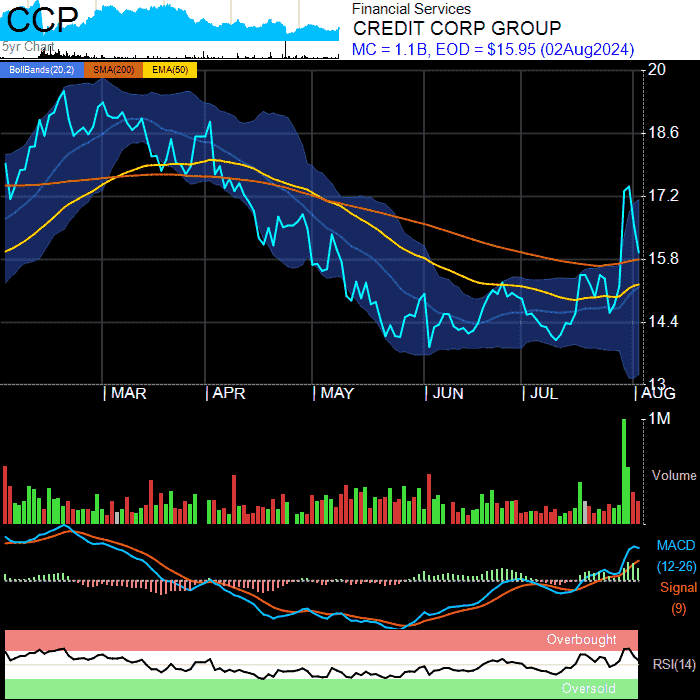 CCP
5yr Chart
Financial Services
CREDIT CORP GROUP
MC = 1.1B, EOD = $15.95 (02Aug2024)
BollBands(20,2) SMA(200) EMA(50)
20
18.6
17.2
15.8
14.4
13
MAR APR MAY JUN JUL AUG
1M
Volume
MACD
(12-26)
Signal
(9)
Overbought
RSI(14)
Oversold